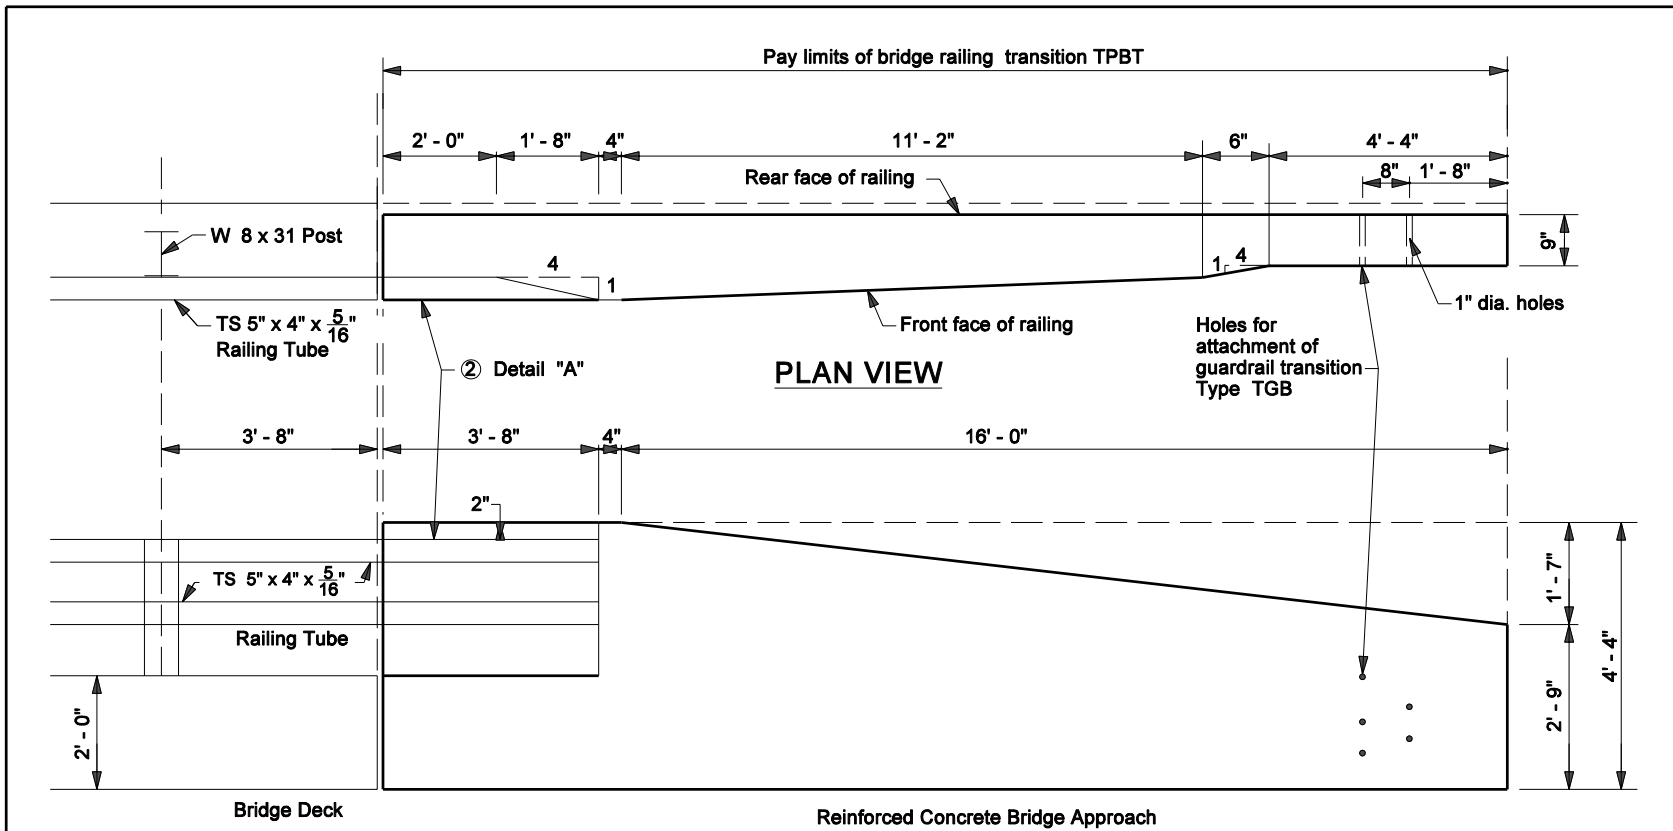 Pay limits of bridge railing transition TPBT
2' - 0" 1' - 8" 4" 11' - 2" 6" 4' - 4"
8" 1' - 8"
Rear face of railing
W 8 x 31 Post
9"
4
1
1 4
TS 5" x 4" x 5/16"
Railing Tube
Front face of railing
1" dia. holes
Holes for
attachment of
guardrail transition
Type TGB
② Detail "A"
PLAN VIEW
3' - 8" 3' - 8" 4" 16' - 0"
2"
TS 5" x 4" x 5/16"
Railing Tube
1' - 7"
4' - 4"
2' - 9"
2' - 0"
Bridge Deck
Reinforced Concrete Bridge Approach